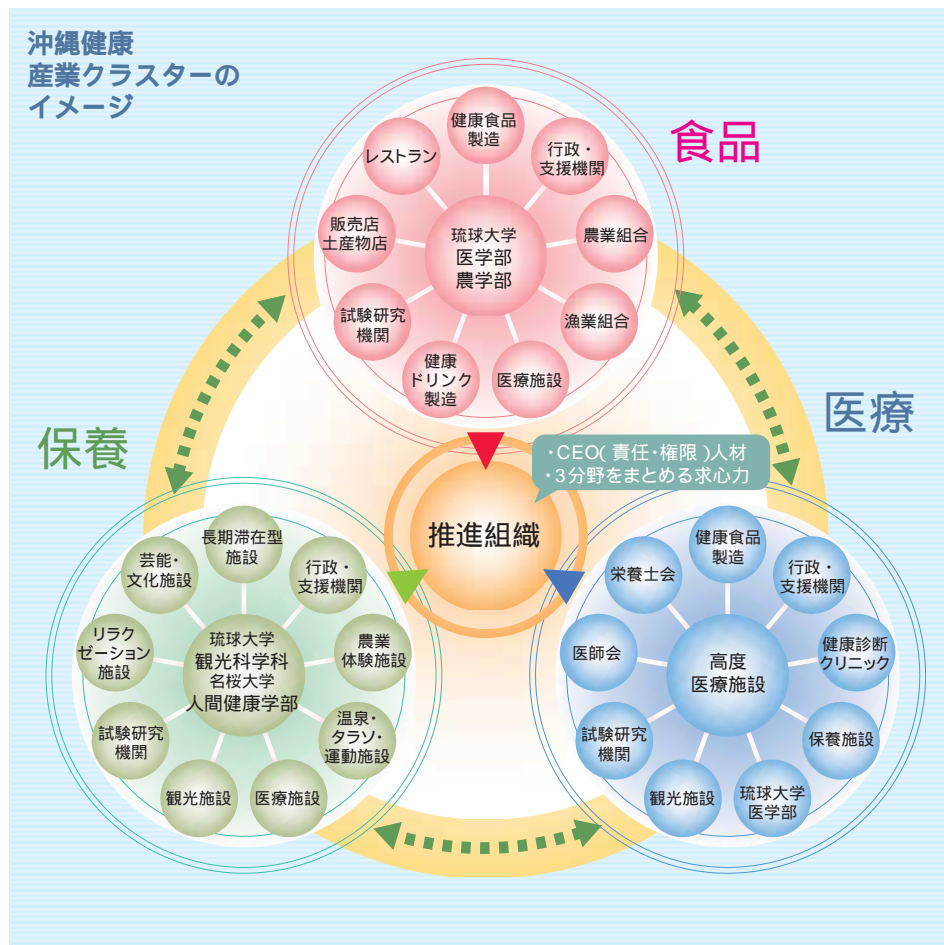 沖縄健康
産業クラスターの
イメージ
食品
健康食品
製造
行政・
支援機関
農業組合
漁業組合
医療施設
健康
ドリンク
製造
試験研究
機関
販売店
土産物店
レストラン
琉球大学
医学部
農学部
保養
医療
・CEO(責任・権限)人材
・3分野をまとめる求心力
推進組織
長期滞在型
施設
行政・
支援機関
農業
体験施設
温泉・
タラソ・
運動施設
医療施設
観光施設
試験研究
機関
リラク
ゼーション
施設
芸能・
文化施設
琉球大学
観光科学科
名桜大学
人間健康学部
健康食品
製造
行政・
支援機関
健康診断
クリニック
保養施設
琉球大学
医学部
観光施設
試験研究
機関
医師会
栄養士会
高度
医療施設